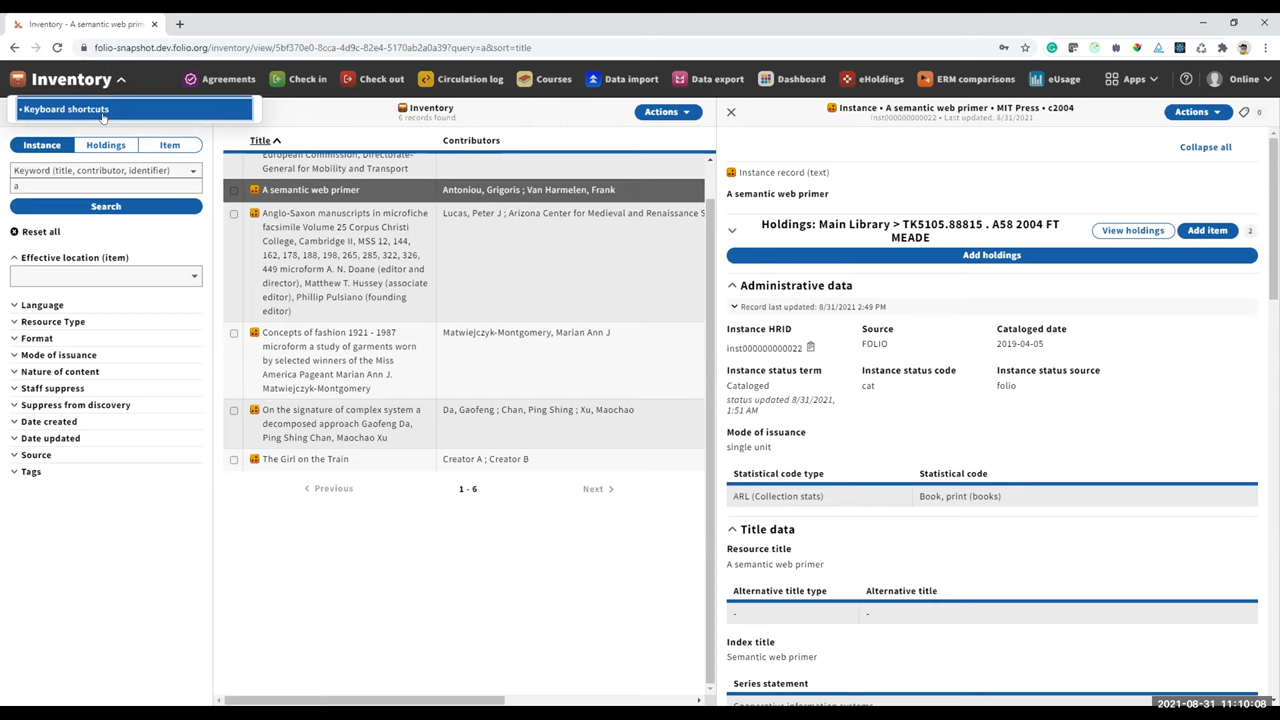 Inventory - A semantic web prim
folio-snapshot.dev.folio.org/inventory/view/5bf370e0-8cca-4d9c-82e4-5170ab2a0a39?query=a&sort=title
Inventory
Agreements
Check in
Check out
Circulation log
Courses
Data import
Data export
Dashboard
eHoldings
ERM comparisons
eUsage
Apps
Online
• Keyboard shortcuts
Instance
Holdings
Item
Keyword (title, contributor, identifier)
a
Search
Reset all
Effective location (item)
Language
Resource Type
Format
Mode of issuance
Nature of content
Staff suppress
Suppress from discovery
Date created
Date updated
Source
Tags
Inventory
6 records found
Actions
Title
Contributors
European Commission, Directorate-
General for Mobility and Transport
A semantic web primer
Antoniou, Grigoris ; Van Harmelen, Frank
Anglo-Saxon manuscripts in microfiche
facsimile Volume 25 Corpus Christi
College, Cambridge II, MSS 12, 144,
162, 178, 188, 198, 265, 285, 322, 326,
449 microform A. N. Doane (editor and
director), Matthew T. Hussey (associate
editor), Phillip Pulsiano (founding
editor)
Lucas, Peter J ; Arizona Center for Medieval and Renaissance S
Concepts of fashion 1921 - 1987
microform a study of garments worn
by selected winners of the Miss
America Pageant Marian Ann J.
Matwiejczyk-Montgomery
Matwiejczyk-Montgomery, Marian Ann J
On the signature of complex system a
decomposed approach Gaofeng Da,
Ping Shing Chan, Maochao Xu
Da, Gaofeng ; Chan, Ping Shing ; Xu, Maochao
The Girl on the Train
Creator A ; Creator B
Previous
1 - 6
Next
Instance • A semantic web primer • MIT Press • c2004
inst000000000022 • Last updated: 8/31/2021
Actions
0
Collapse all
Instance record (text)
A semantic web primer
Holdings: Main Library > TK5105.88815 . A58 2004 FT
MEADE
View holdings
Add item
2
Add holdings
Administrative data
Record last updated: 8/31/2021 2:49 PM
Instance HRID
Source
Cataloged date
inst000000000022
FOLIO
2019-04-05
Instance status term
Instance status code
Instance status source
Cataloged
cat
folio
status updated 8/31/2021,
1:51 AM
Mode of issuance
single unit
Statistical code type
Statistical code
ARL (Collection stats)
Book, print (books)
Title data
Resource title
A semantic web primer
Alternative title type
Alternative title
-
-
Index title
Semantic web primer
Series statement
Cooperative information systems
2021-08-31 11:10:08